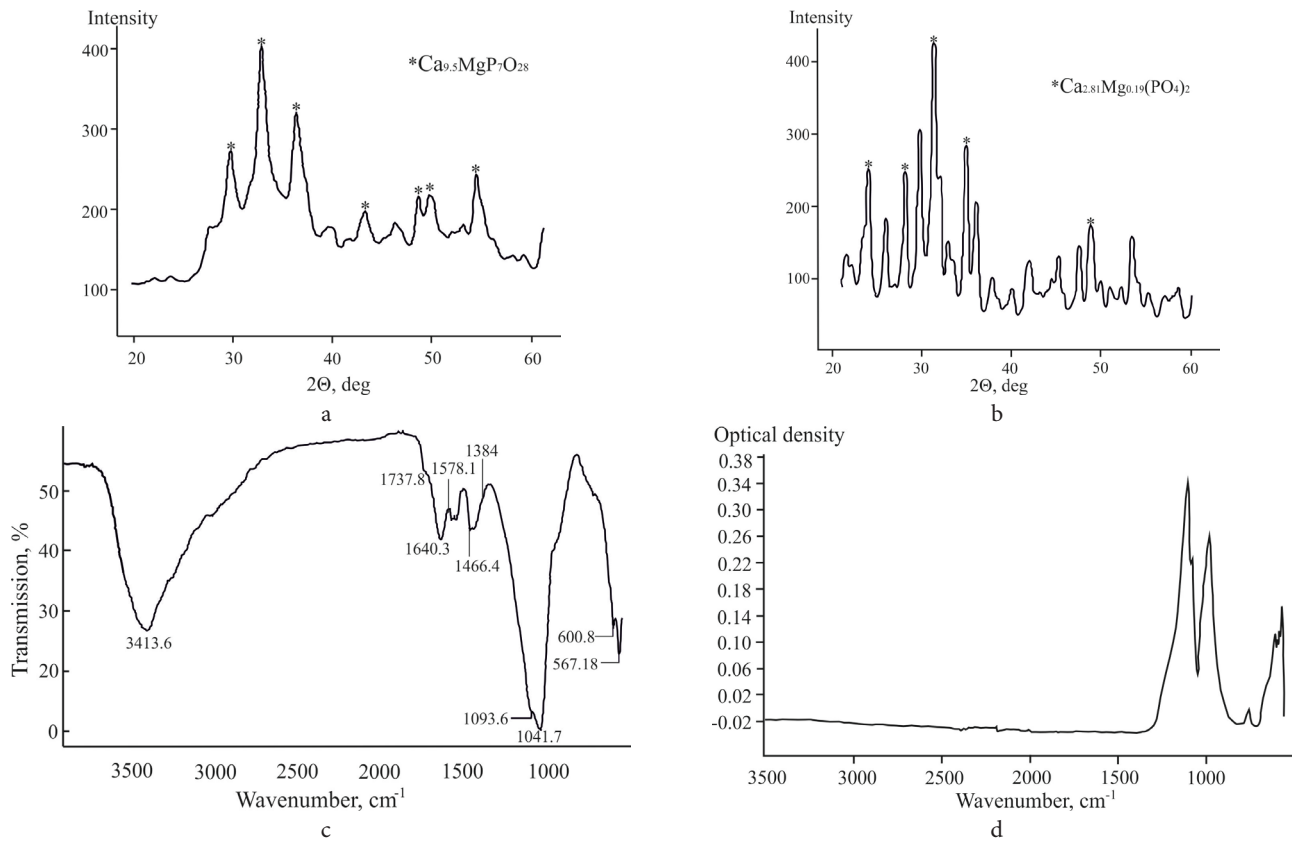 Intensity
400
300
200
100
*Ca9.5MgP7O28
* * * * * * *
20 30 40 50 60
2Θ, deg
a
Intensity
400
300
200
100
*Ca2.81Mg0.19(PO4)2
* * * * *
20 30 40 50 60
2Θ, deg
b
Transmission, %
50
40
30
20
0
3413.6
1737.8
1640.3
1578.1
1466.4
1384
1093.6
1041.7
600.8
567.18
3500 3000 2500 2000 1500 1000
Wavenumber, cm-1
c
Optical density
0.38
0.34
0.30
0.26
0.22
0.18
0.14
0.10
0.06
0.02
-0.02
3500 3000 2500 2000 1500 1000
Wavenumber, cm-1
d